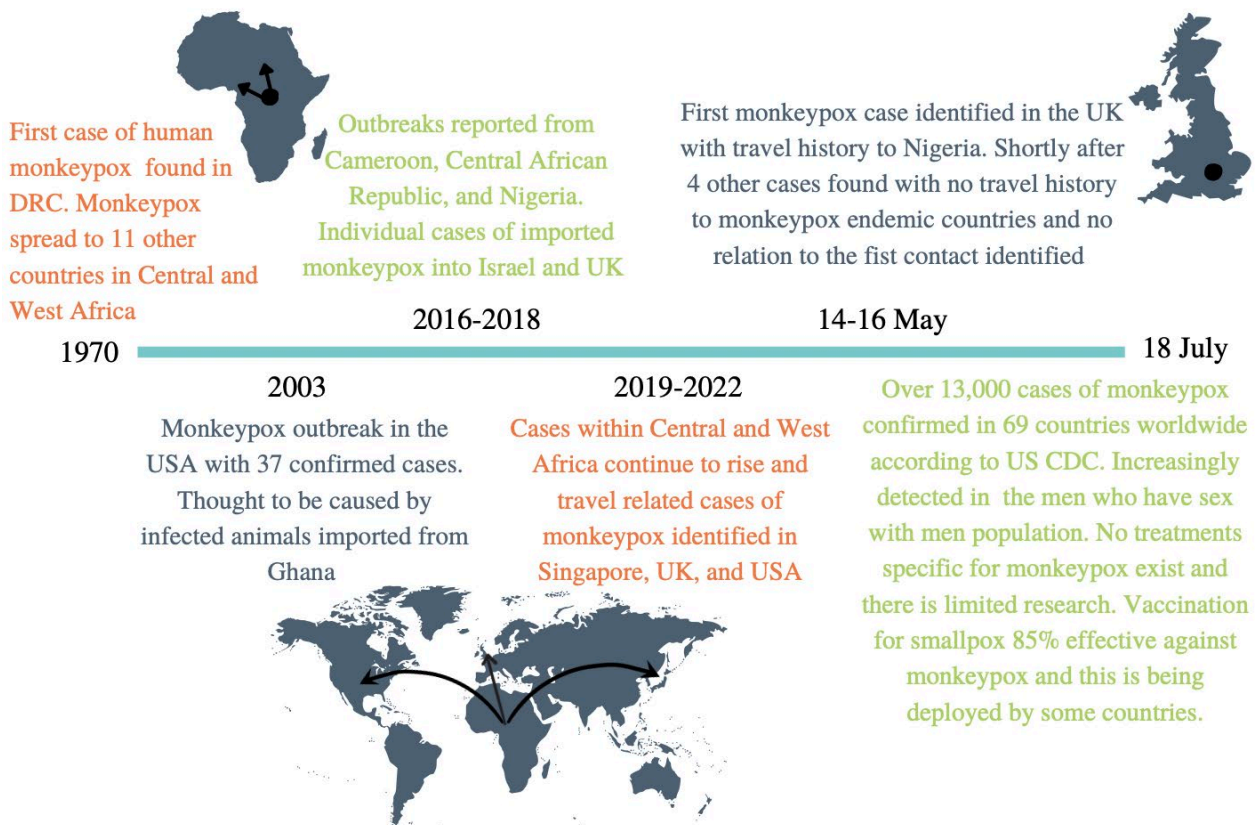 First case of human
monkeypox found in
DRC. Monkeypox
spread to 11 other
countries in Central and
West Africa
1970
Outbreaks reported from
Cameroon, Central African
Republic, and Nigeria.
Individual cases of imported
monkeypox into Israel and UK
2016-2018
First monkeypox case identified in the UK
with travel history to Nigeria. Shortly after
4 other cases found with no travel history
to monkeypox endemic countries and no
relation to the fist contact identified
14-16 May
18 July
2003
Monkeypox outbreak in the
USA with 37 confirmed cases.
Thought to be caused by
infected animals imported from
Ghana
2019-2022
Cases within Central and West
Africa continue to rise and
travel related cases of
monkeypox identified in
Singapore, UK, and USA
Over 13,000 cases of monkeypox
confirmed in 69 countries worldwide
according to US CDC. Increasingly
detected in the men who have sex
with men population. No treatments
specific for monkeypox exist and
there is limited research. Vaccination
for smallpox 85% effective against
monkeypox and this is being
deployed by some countries.